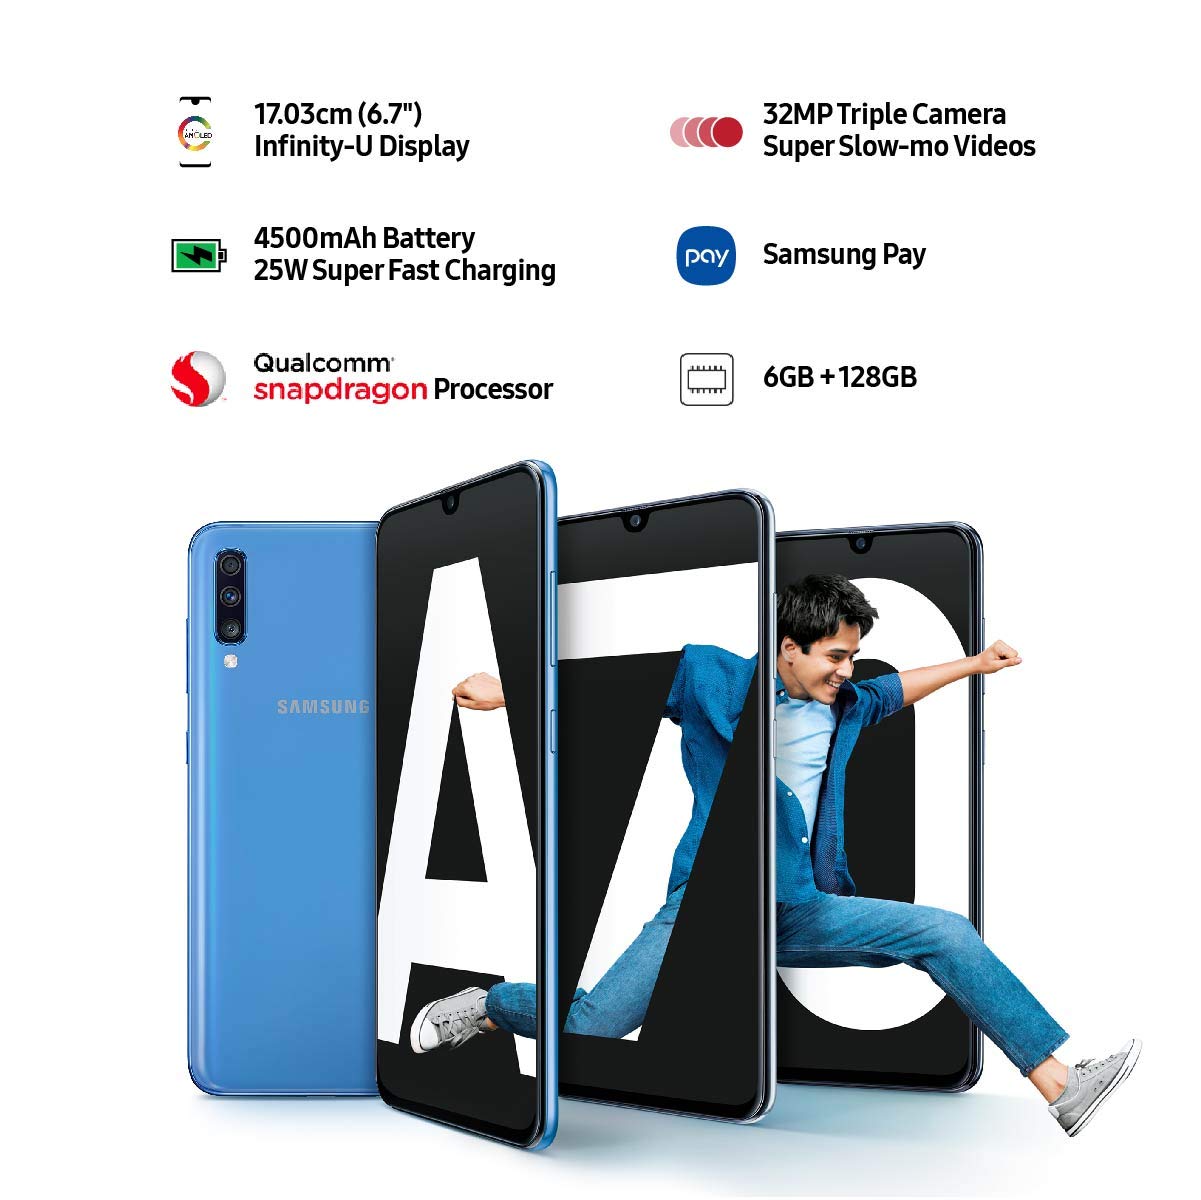 AMOLED
17.03cm (6.7")
Infinity-U Display
32MP Triple Camera
Super Slow-mo Videos
4500mAh Battery
25W Super Fast Charging
pay
Samsung Pay
Qualcomm
snapdragon Processor
6GB + 128GB
SAMSUNG
A70